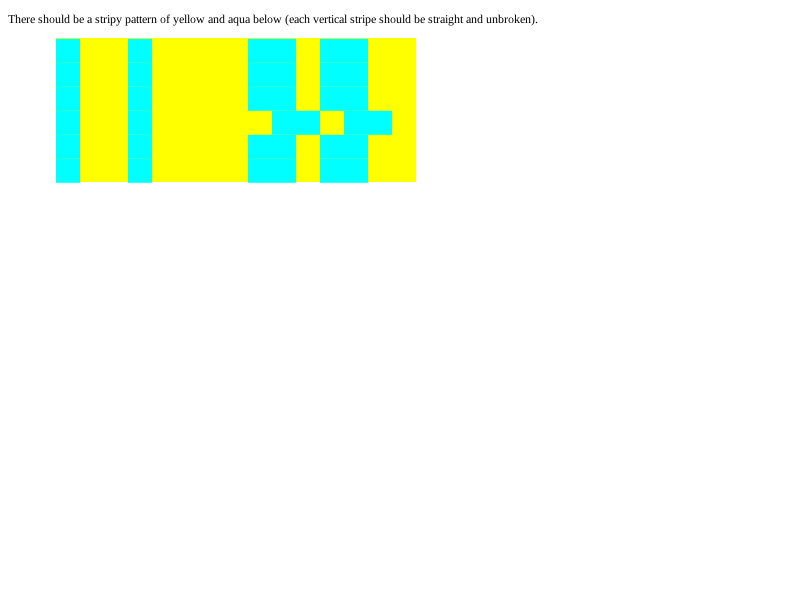 There should be a stripy pattern of yellow and aqua below (each vertical stripe should be straight and unbroken).